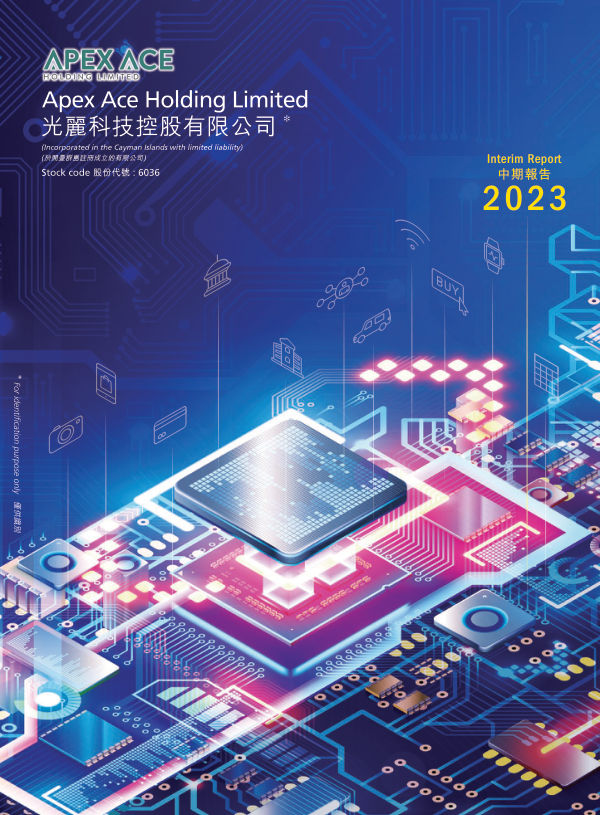 APEX ACE
HOLDING LIMITED
Apex Ace Holding Limited
光麗科技控股有限公司 *
(Incorporated in the Cayman Islands with limited liability)
(於開曼群島註冊成立的有限公司)
Stock code 股份代號 : 6036
Interim Report
中期報告
2023
BUY
* For identification purpose only 僅供識別